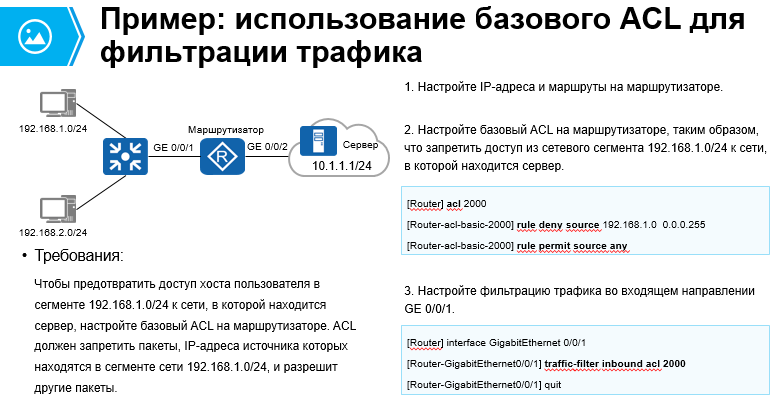 Пример: использование базового ACL для
фильтрации трафика
192.168.1.0/24
Маршрутизатор
GE 0/0/1
GE 0/0/2
Сервер
10.1.1.1/24
192.168.2.0/24
• Требования:
Чтобы предотвратить доступ хоста пользователя в
сегменте 192.168.1.0/24 к сети, в которой находится
сервер, настройте базовый ACL на маршрутизаторе. ACL
должен запретить пакеты, IP-адреса источника которых
находятся в сегменте сети 192.168.1.0/24, и разрешит
другие пакеты.
1. Настройте IP-адреса и маршруты на маршрутизаторе.
2. Настройте базовый ACL на маршрутизаторе, таким образом,
что запретить доступ из сетевого сегмента 192.168.1.0/24 к сети,
в которой находится сервер.
[Router] acl 2000
[Router-acl-basic-2000] rule deny source 192.168.1.0 0.0.0.255
[Router-acl-basic-2000] rule permit source any
3. Настройте фильтрацию трафика во входящем направлении
GE 0/0/1.
[Router] interface GigabitEthernet 0/0/1
[Router-GigabitEthernet0/0/1] traffic-filter inbound acl 2000
[Router-GigabitEthernet0/0/1] quit
R